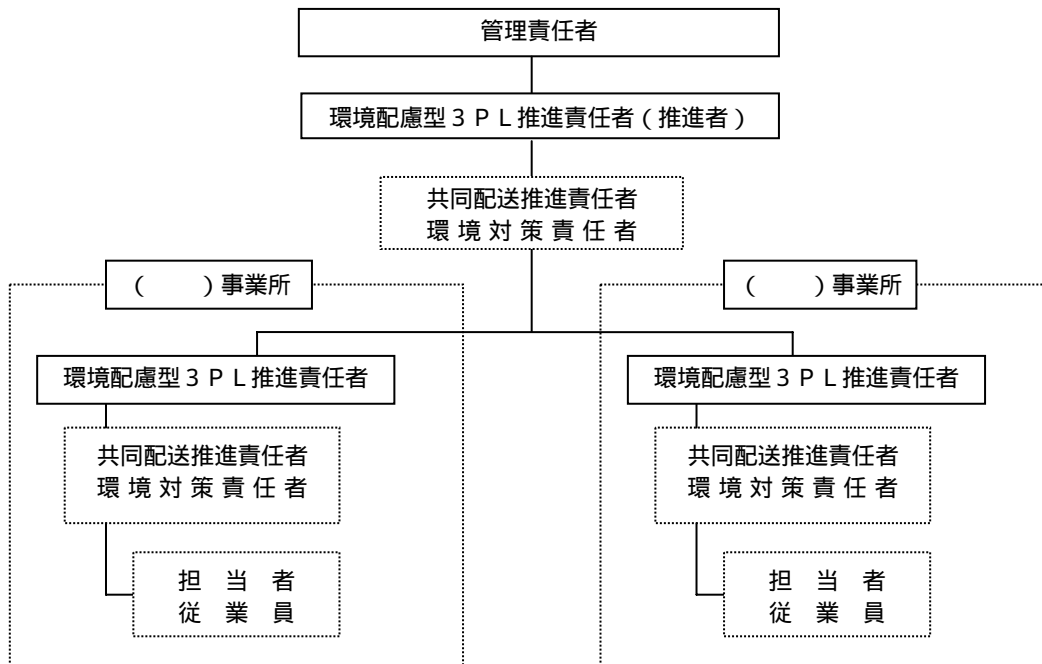 管理責任者
環境配慮型３ＰＬ推進責任者（推進者）
共同配送推進責任者
環境対策責任者
（　　）事業所
環境配慮型３ＰＬ推進責任者
共同配送推進責任者
環境対策責任者
担　当　者
従　業　員
（　　）事業所
環境配慮型３ＰＬ推進責任者
共同配送推進責任者
環境対策責任者
担　当　者
従　業　員